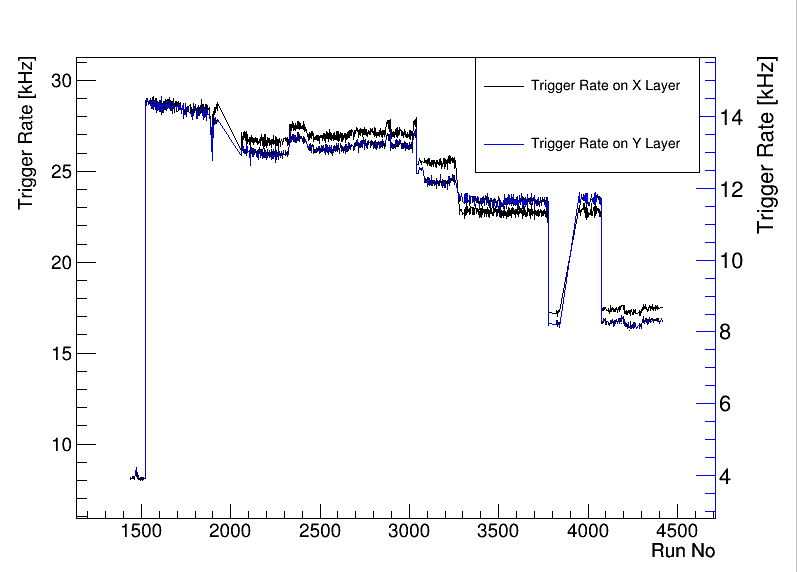 Trigger Rate [kHz]
30
25
20
15
10
Trigger Rate on X Layer
Trigger Rate on Y Layer
Trigger Rate [kHz]
14
12
10
8
6
4
1500 2000 2500 3000 3500 4000 4500
Run No